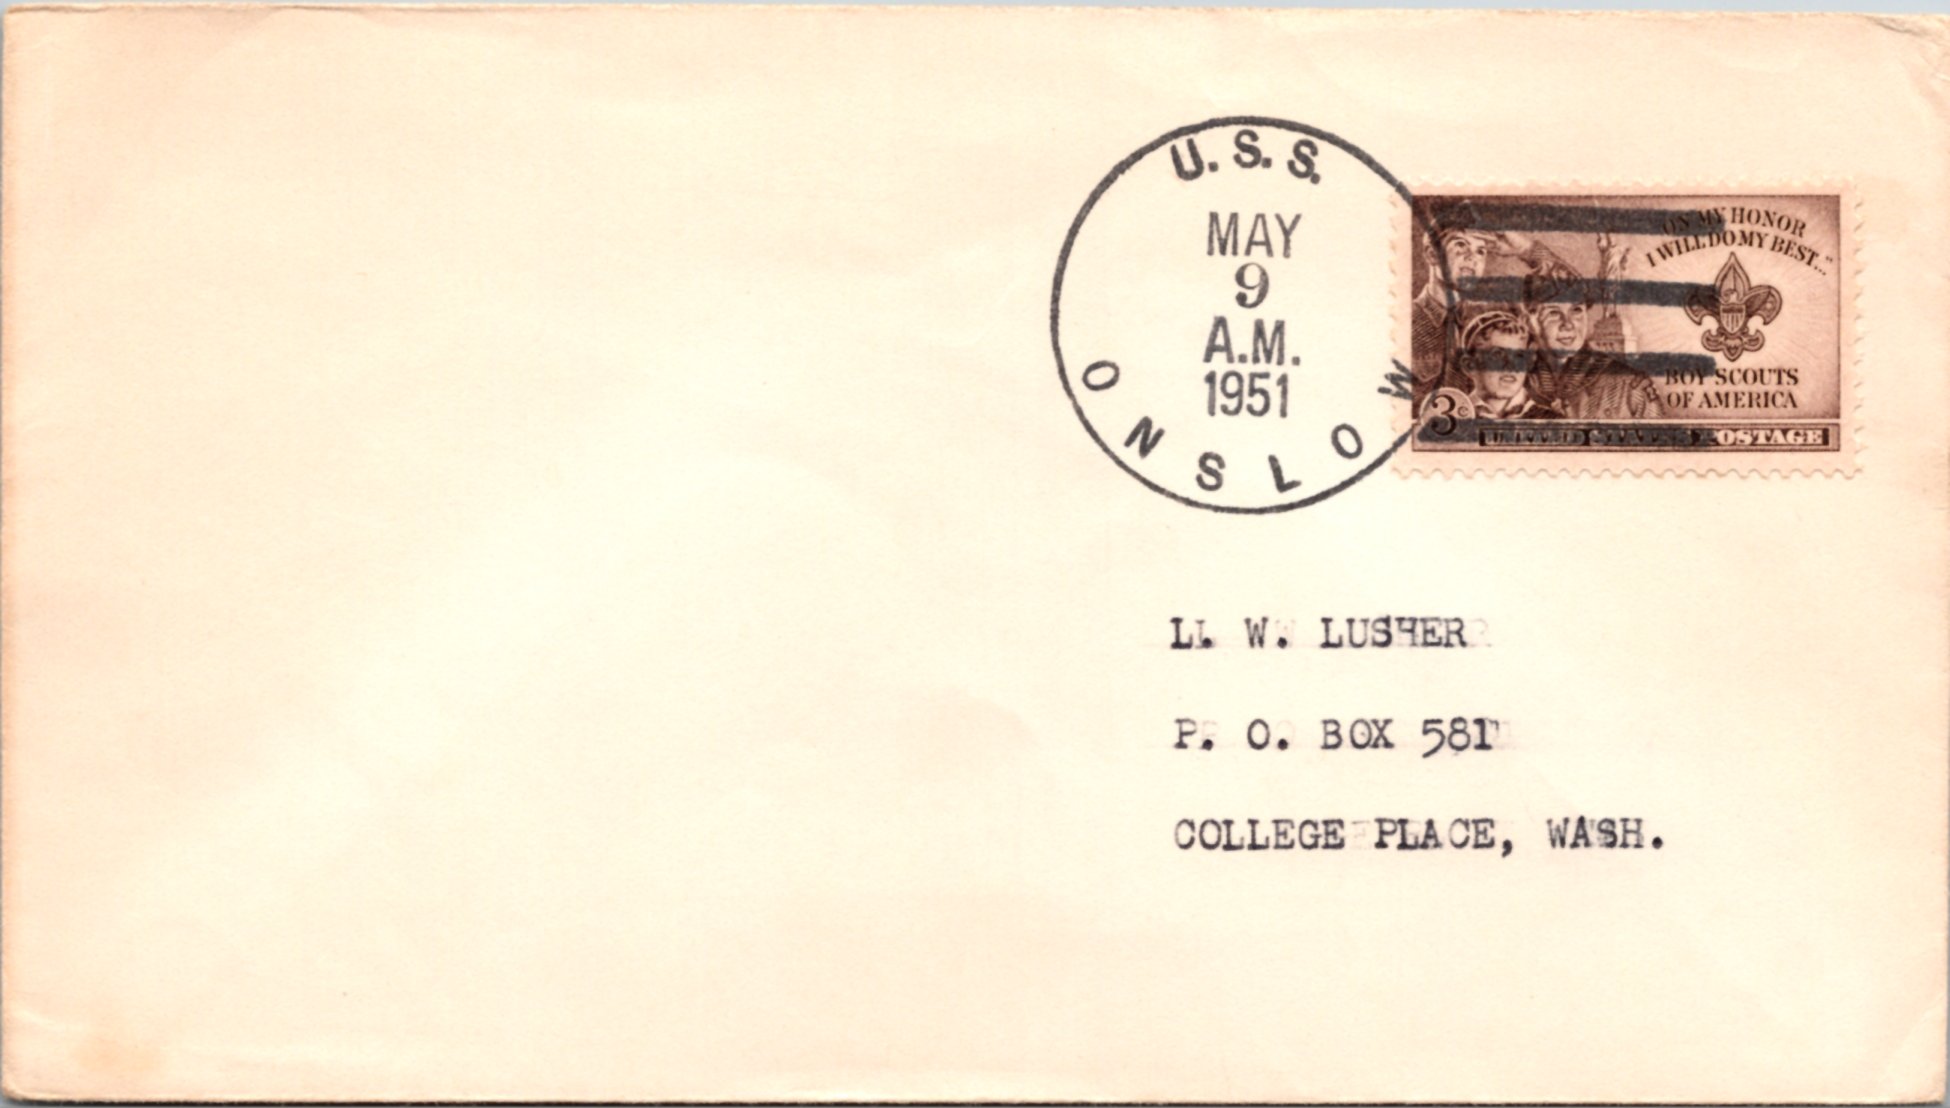 U.S.S.
MAY
9
A.M.
1951
ONSLOW
"ON MY HONOR
I WILL DO MY BEST..."
BOY SCOUTS
OF AMERICA
3¢
UNITED STATES POSTAGE
L. W. LUSHER
P. O. BOX 581
COLLEGE PLACE, WASH.